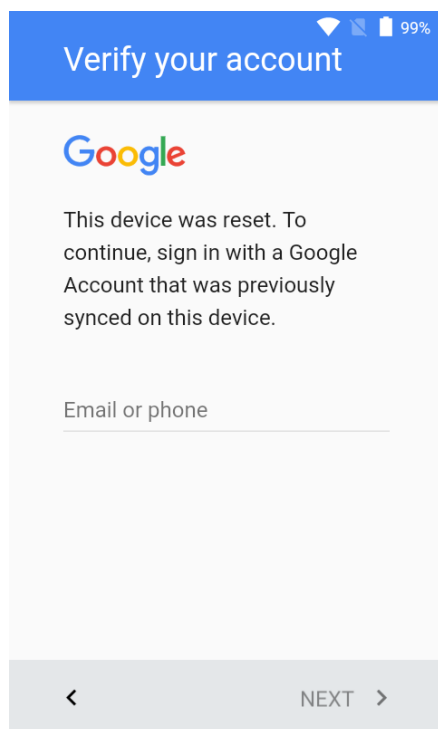 99%
Verify your account
Google
This device was reset. To
continue, sign in with a Google
Account that was previously
synced on this device.
Email or phone
NEXT